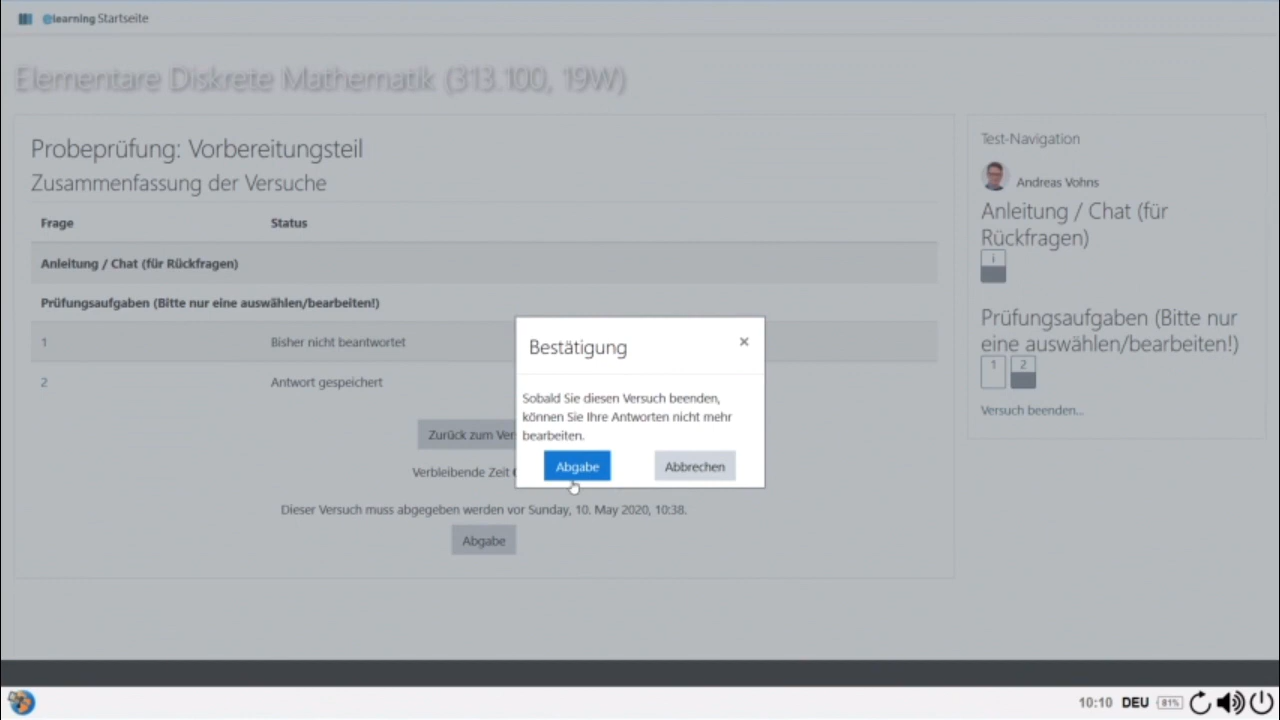 @learning Startseite
Elementare Diskrete Mathematik (313.100, 19W)
Probeprüfung: Vorbereitungsteil
Zusammenfassung der Versuche
Frage Status
Anleitung / Chat (für Rückfragen)
Prüfungsaufgaben (Bitte nur eine auswählen/bearbeiten!)
1 Bisher nicht beantwortet
2 Antwort gespeichert
Zurück zum Ver
Verbleibende Zeit
Dieser Versuch muss abgegeben werden vor Sunday, 10. May 2020, 10:38.
Abgabe
Bestätigung ×
Sobald Sie diesen Versuch beenden,
können Sie Ihre Antworten nicht mehr
bearbeiten.
Abgabe Abbrechen
Test-Navigation
Andreas Vohns
Anleitung / Chat (für
Rückfragen)
i
Prüfungsaufgaben (Bitte nur
eine auswählen/bearbeiten!)
1 2
Versuch beenden...
10:10 DEU 81%